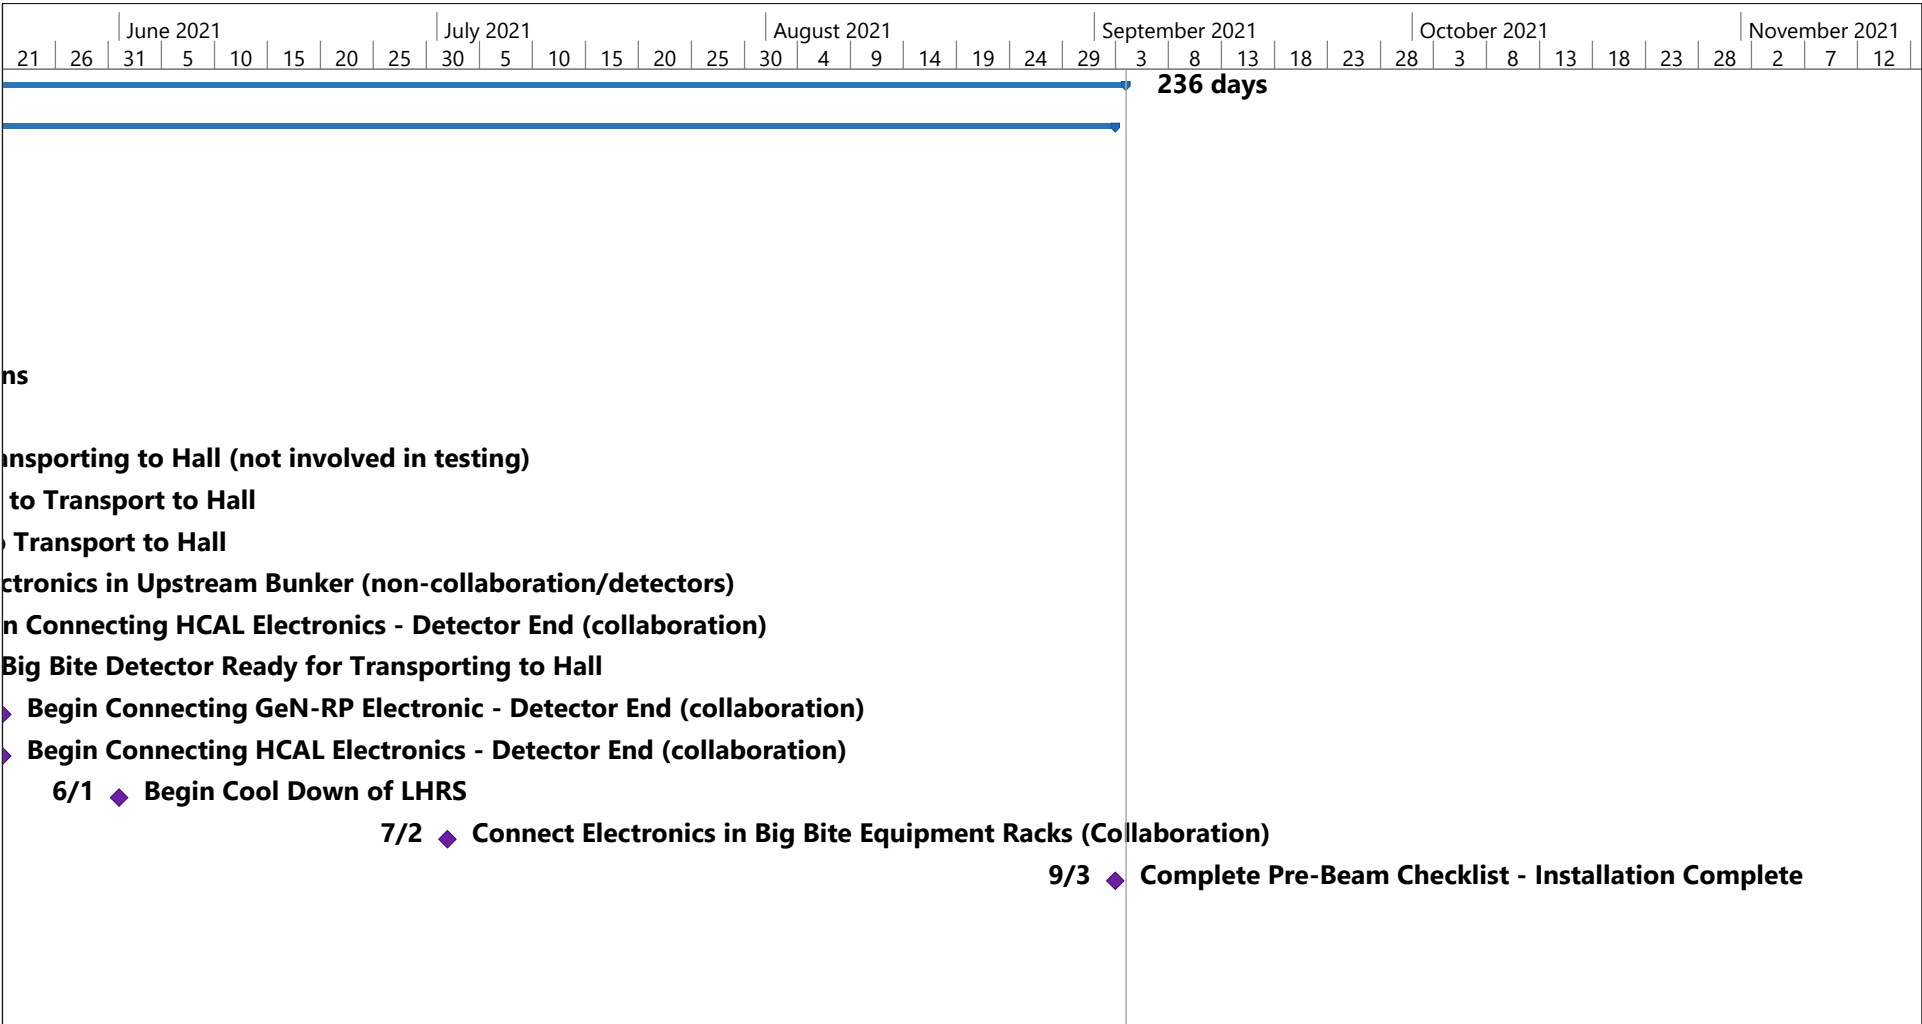 June 2021 July 2021 August 2021 September 2021 October 2021 November 2021
21 26 31 5 10 15 20 25 30 5 10 15 20 25 30 4 9 14 19 24 29 3 8 13 18 23 28 3 8 13 18 23 28 2 7 12
236 days
ns
ansporting to Hall (not involved in testing)
to Transport to Hall
Transport to Hall
ctronics in Upstream Bunker (non-collaboration/detectors)
n Connecting HCAL Electronics - Detector End (collaboration)
Big Bite Detector Ready for Transporting to Hall
Begin Connecting GeN-RP Electronic - Detector End (collaboration)
Begin Connecting HCAL Electronics - Detector End (collaboration)
6/1 Begin Cool Down of LHRS
7/2 Connect Electronics in Big Bite Equipment Racks (Collaboration)
9/3 Complete Pre-Beam Checklist - Installation Complete